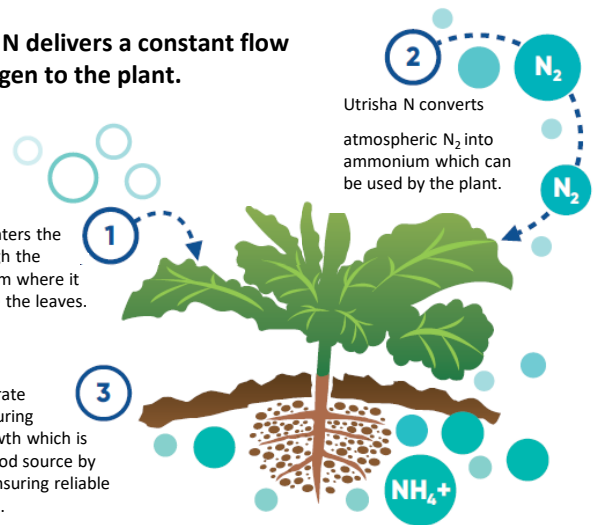 N delivers a constant flow
gen to the plant.
1
ters the
h the
m where it
the leaves.
2
N₂
Utrisha N converts
atmospheric N₂ into
ammonium which can
be used by the plant.
N₂
3
rate
uring
wth which is
od source by
nsuring reliable
.
NH₄+